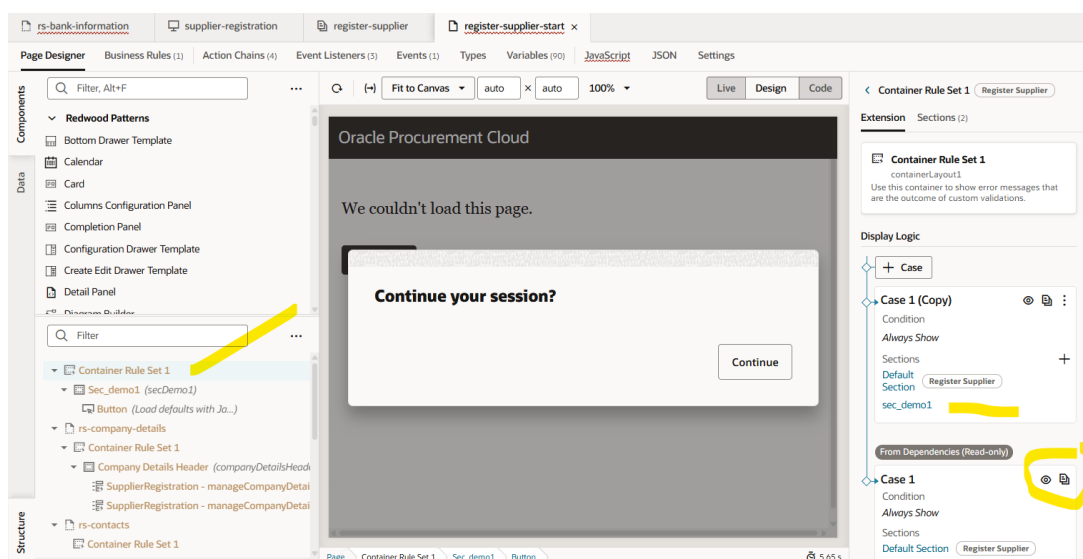 rs-bank-information
supplier-registration
register-supplier
register-supplier-start ×
Page Designer
Business Rules (1)
Action Chains (4)
Event Listeners (3)
Events (1)
Types
Variables (90)
JavaScript
JSON
Settings
Components
Data
Structure
Filter, Alt+F
Redwood Patterns
Bottom Drawer Template
Calendar
Card
Columns Configuration Panel
Completion Panel
Configuration Drawer Template
Create Edit Drawer Template
Detail Panel
Diagram Builder
Filter
Container Rule Set 1
Sec_demo1 (secDemo1)
Button (Load defaults with Ja...)
rs-company-details
Container Rule Set 1
Company Details Header (companyDetailsHead
SupplierRegistration - manageCompanyDetai
SupplierRegistration - manageCompanyDetai
rs-contacts
Container Rule Set 1
Fit to Canvas
auto × auto
100%
Live Design Code
Oracle Procurement Cloud
We couldn't load this page.
Continue your session?
Continue
Page Container Rule Set 1 Sec_demo1 Button
5.65 s
Container Rule Set 1 Register Supplier
Extension Sections (2)
Container Rule Set 1
containerLayout1
Use this container to show error messages that
are the outcome of custom validations.
Display Logic
+ Case
Case 1 (Copy)
Condition
Always Show
Sections +
Default
Section Register Supplier
sec_demo1
From Dependencies (Read-only)
Case 1
Condition
Always Show
Sections
Default Section Register Supplier